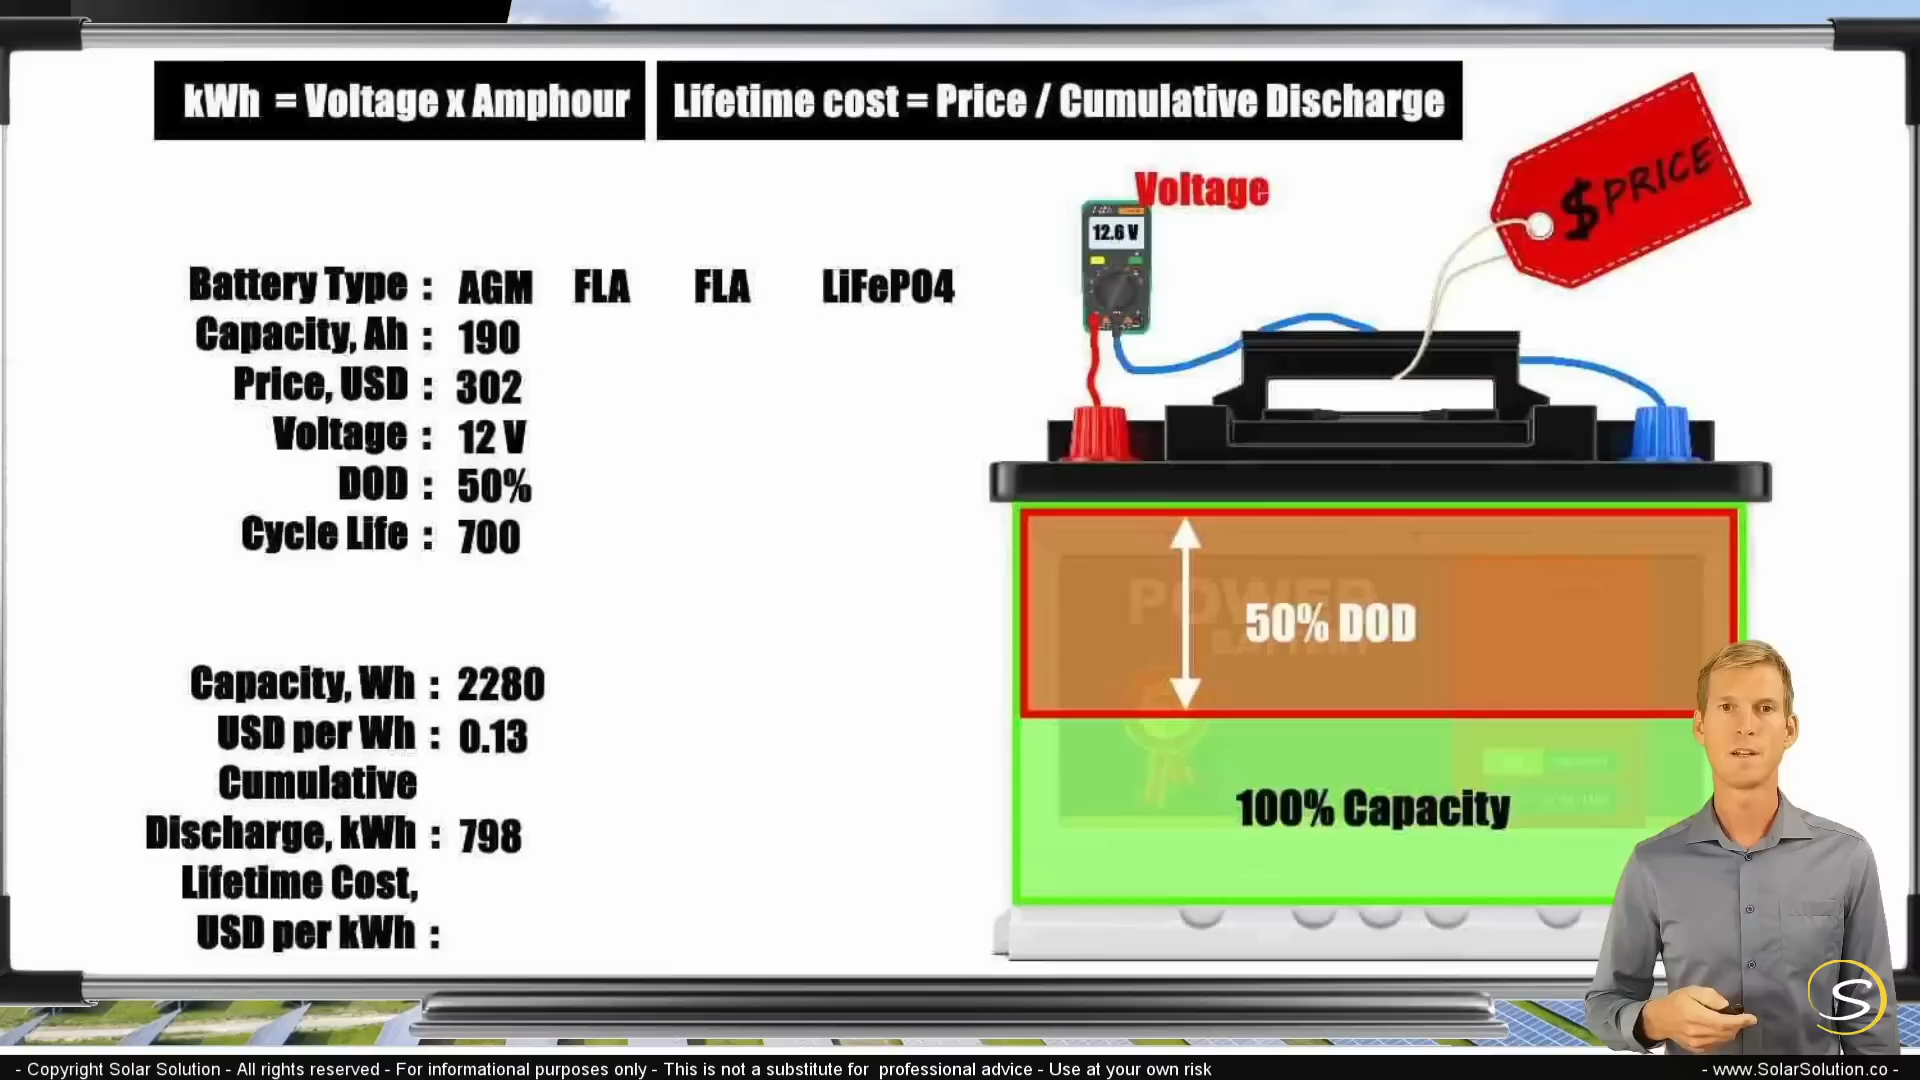 kWh = Voltage x Amphour
Lifetime cost = Price / Cumulative Discharge
$ PRICE
Voltage
12.6 V
Battery Type : AGM FLA FLA LiFePO4
Capacity, Ah : 190
Price, USD : 302
Voltage : 12 V
DOD : 50%
Cycle Life : 700
POWER
BATTERY
50% DOD
100% Capacity
Capacity, Wh : 2280
USD per Wh : 0.13
Cumulative
Discharge, kWh : 798
Lifetime Cost,
USD per kWh :
S
- Copyright Solar Solution - All rights reserved - For informational purposes only - This is not a substitute for professional advice - Use at your own risk
- www.SolarSolution.co -